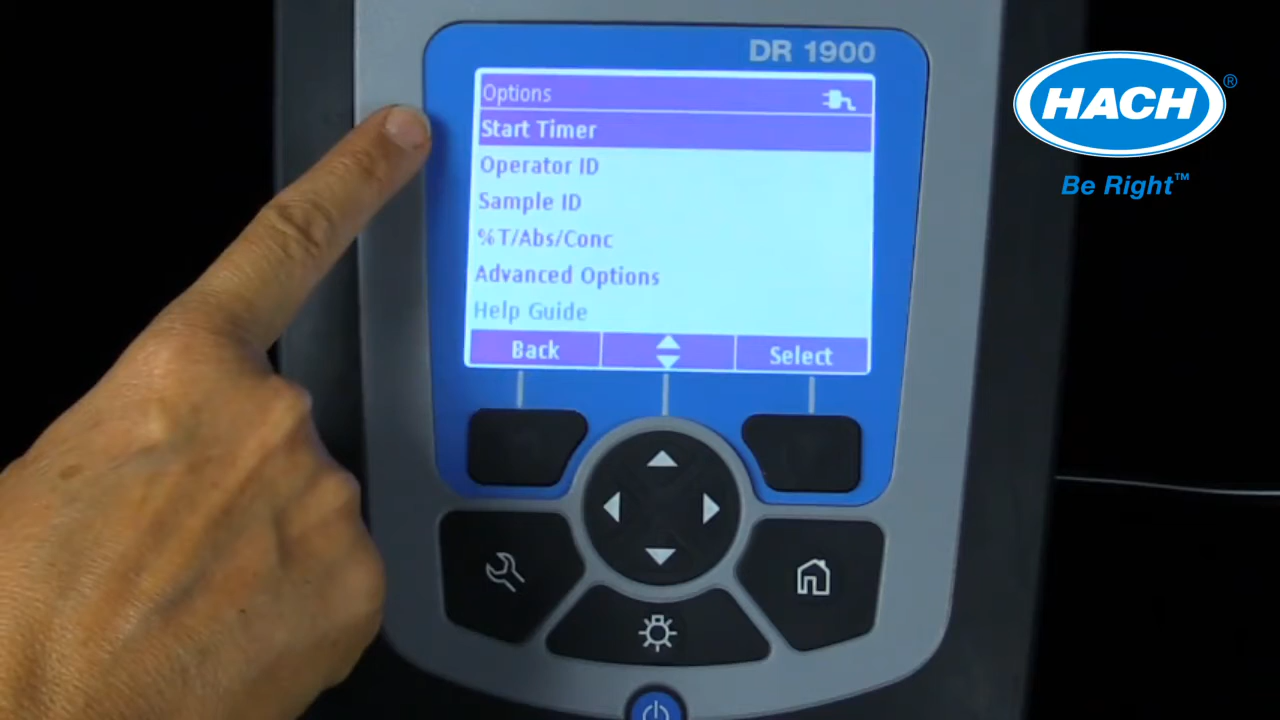 DR 1900
Options
Start Timer
Operator ID
Sample ID
%T/Abs/Conc
Advanced Options
Help Guide
Back
Select
HACH®
Be Right™